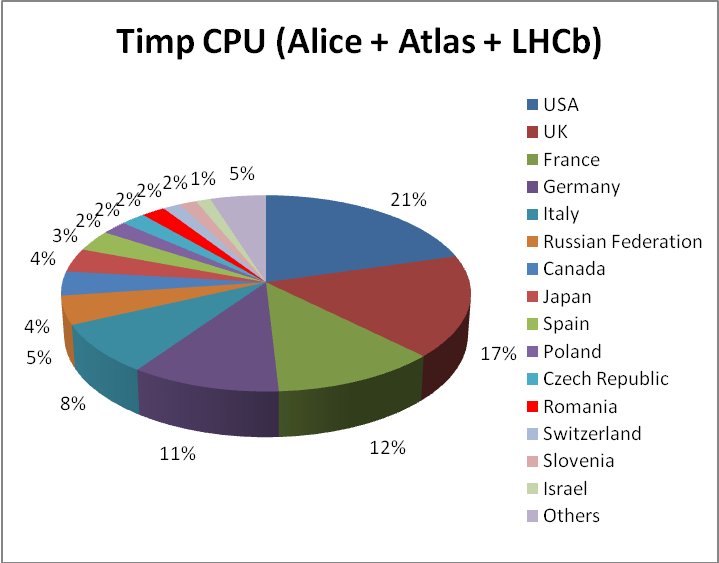 Timp CPU (Alice + Atlas + LHCb)
21%
17%
12%
11%
8%
5%
4%
4%
3%
2%
2%
2%
2%
2%
1%
5%
USA
UK
France
Germany
Italy
Russian Federation
Canada
Japan
Spain
Poland
Czech Republic
Romania
Switzerland
Slovenia
Israel
Others